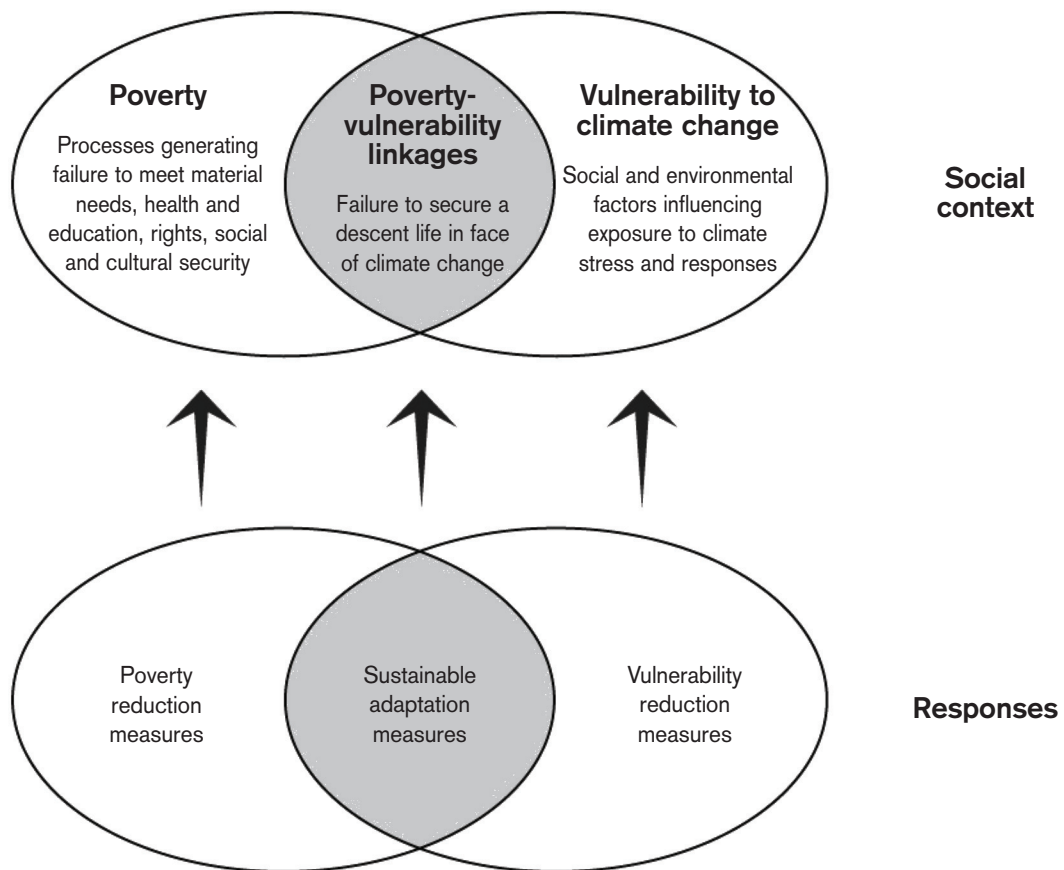 Poverty
Processes generating
failure to meet material
needs, health and
education, rights, social
and cultural security
Poverty-
vulnerability
linkages
Failure to secure a
descent life in face
of climate change
Vulnerability to
climate change
Social and environmental
factors influencing
exposure to climate
stress and responses
Social
context
Poverty
reduction
measures
Sustainable
adaptation
measures
Vulnerability
reduction
measures
Responses